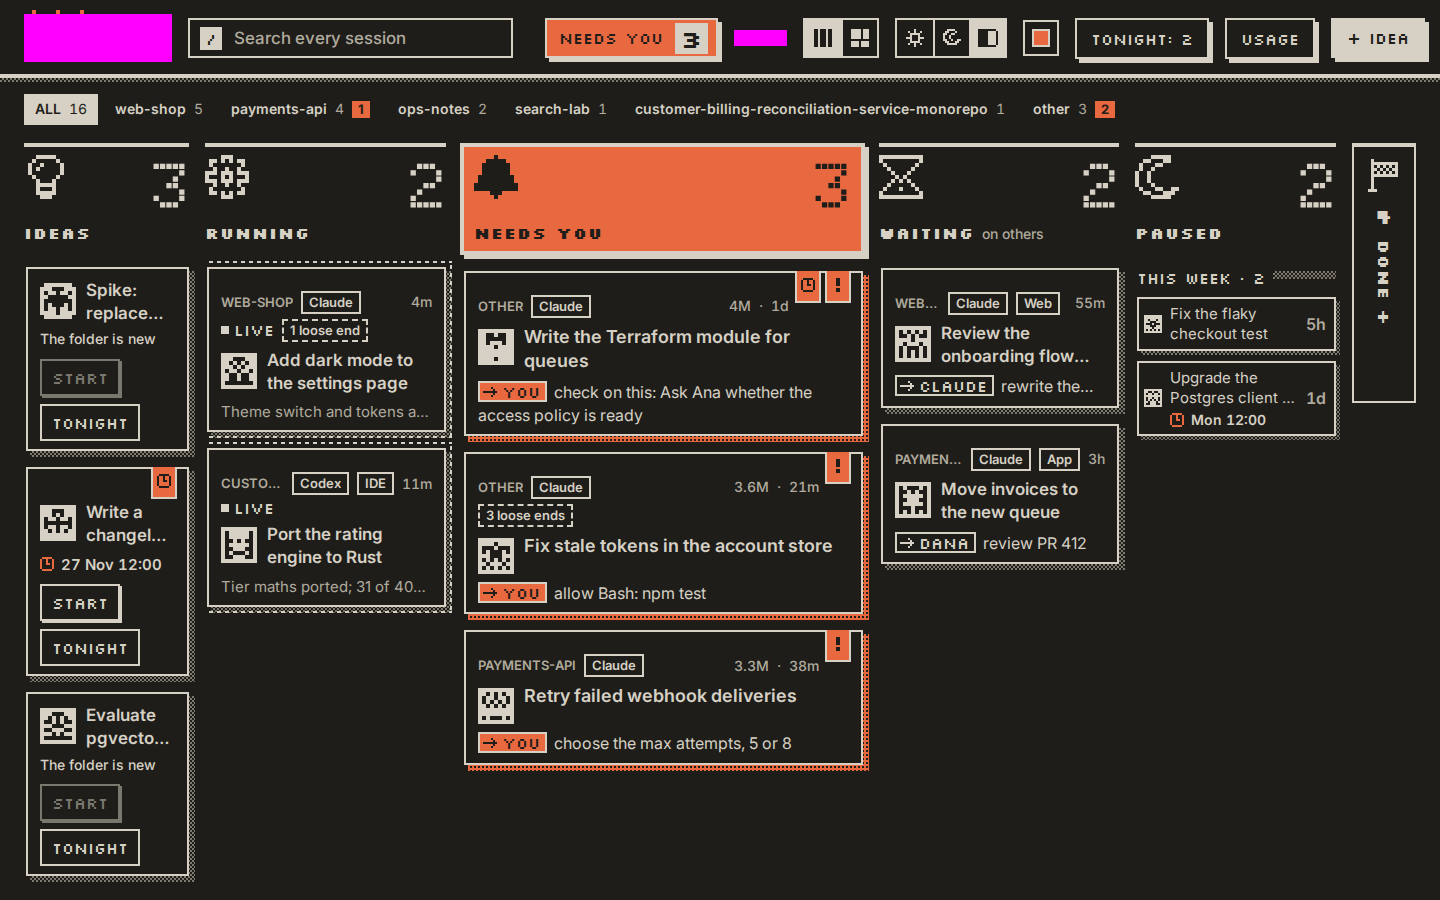 / Search every session
NEEDS YOU 3
TONIGHT: 2
USAGE
+ IDEA
ALL 16
web-shop 5
payments-api 4 1
ops-notes 2
search-lab 1
customer-billing-reconciliation-service-monorepo 1
other 3 2
3
IDEAS
Spike:
replace...
The folder is new
START
TONIGHT
Write a
changel...
27 Nov 12:00
START
TONIGHT
Evaluate
pgvecto...
The folder is new
START
TONIGHT
2
RUNNING
WEB-SHOP Claude 4m
LIVE 1 loose end
Add dark mode to
the settings page
Theme switch and tokens a...
CUSTO... Codex IDE 11m
LIVE
Port the rating
engine to Rust
Tier maths ported; 31 of 40...
3
NEEDS YOU
!
OTHER Claude 4M · 1d
Write the Terraform module for
queues
→ YOU check on this: Ask Ana whether the
access policy is ready
!
OTHER Claude 3.6M · 21m
3 loose ends
Fix stale tokens in the account store
→ YOU allow Bash: npm test
!
PAYMENTS-API Claude 3.3M · 38m
Retry failed webhook deliveries
→ YOU choose the max attempts, 5 or 8
2
WAITING on others
WEB... Claude Web 55m
Review the
onboarding flow...
→ CLAUDE rewrite the...
PAYMEN... Claude App 3h
Move invoices to
the new queue
→ DANA review PR 412
2
PAUSED
THIS WEEK · 2
Fix the flaky
checkout test
5h
Upgrade the
Postgres client ... 1d
Mon 12:00
4 DONE +